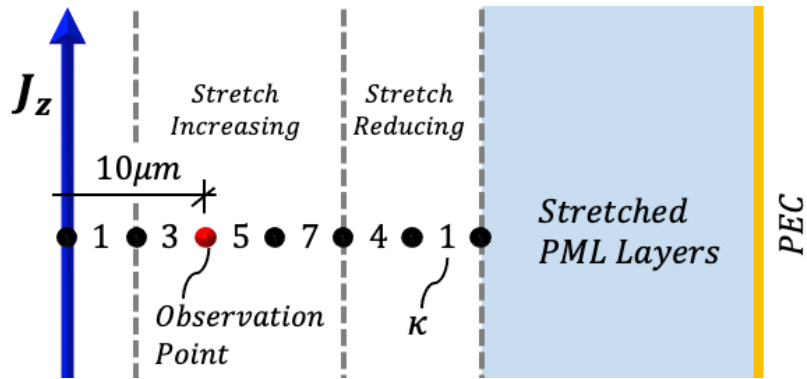 J_z
Stretch
Increasing
Stretch
Reducing
10μm
1 3 5 7 4 1
Stretched
PML Layers
PEC
Observation
Point
κ